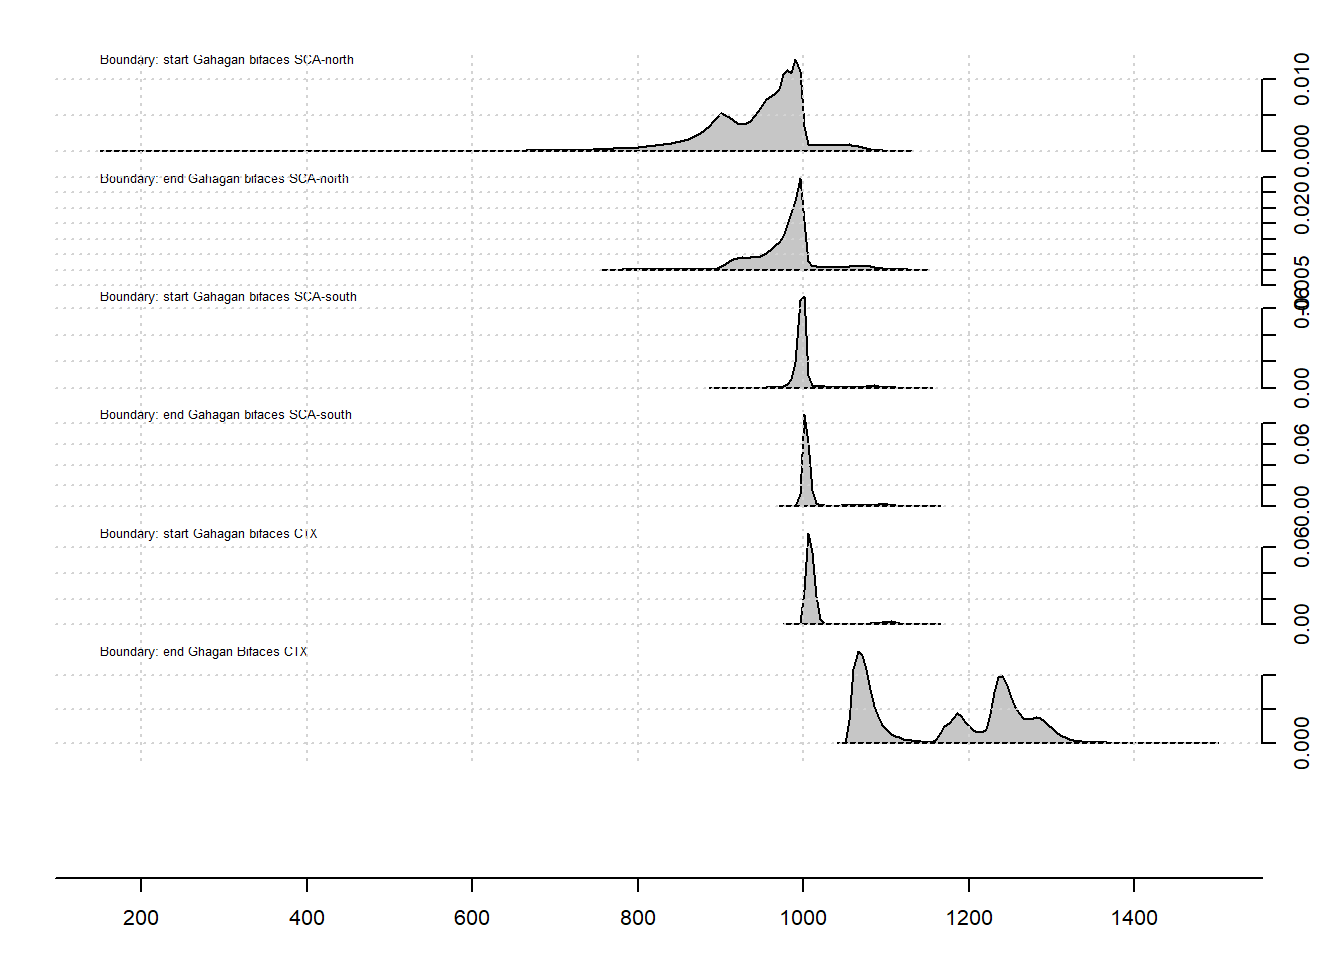 Boundary: start Gahagan bifaces SCA-north
0.010
0.000
Boundary: end Gahagan bifaces SCA-north
0.020
-0.005
Boundary: start Gahagan bifaces SCA-south
0.06
0.00
Boundary: end Gahagan bifaces SCA-south
0.06
0.00
Boundary: start Gahagan bifaces CTX
0.06
0.00
Boundary: end Ghagan Bifaces CTX
0.000
200 400 600 800 1000 1200 1400